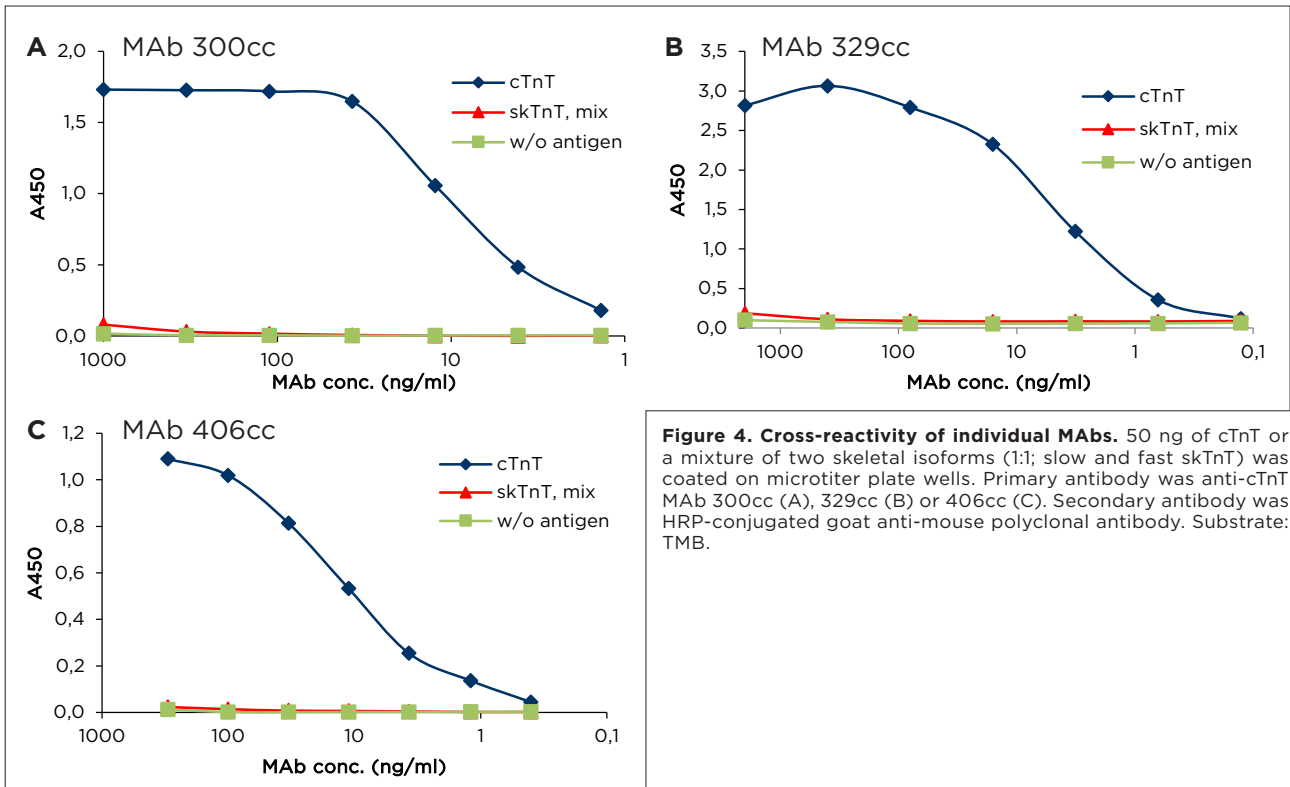 A MAb 300cc
2,0
1,5
1,0
0,5
0,0
A450
cTnT
skTnT, mix
w/o antigen
1000 100 10 1
MAb conc. (ng/ml)
B MAb 329cc
3,5
3,0
2,5
2,0
1,5
1,0
0,5
0,0
A450
cTnT
skTnT, mix
w/o antigen
1000 100 10 1 0,1
MAb conc. (ng/ml)
C MAb 406cc
1,2
1,0
0,8
0,6
0,4
0,2
0,0
A450
cTnT
skTnT, mix
w/o antigen
1000 100 10 1 0,1
MAb conc. (ng/ml)
Figure 4. Cross-reactivity of individual MAbs. 50 ng of cTnT or
a mixture of two skeletal isoforms (1:1; slow and fast skTnT) was
coated on microtiter plate wells. Primary antibody was anti-cTnT
MAb 300cc (A), 329cc (B) or 406cc (C). Secondary antibody was
HRP-conjugated goat anti-mouse polyclonal antibody. Substrate:
TMB.